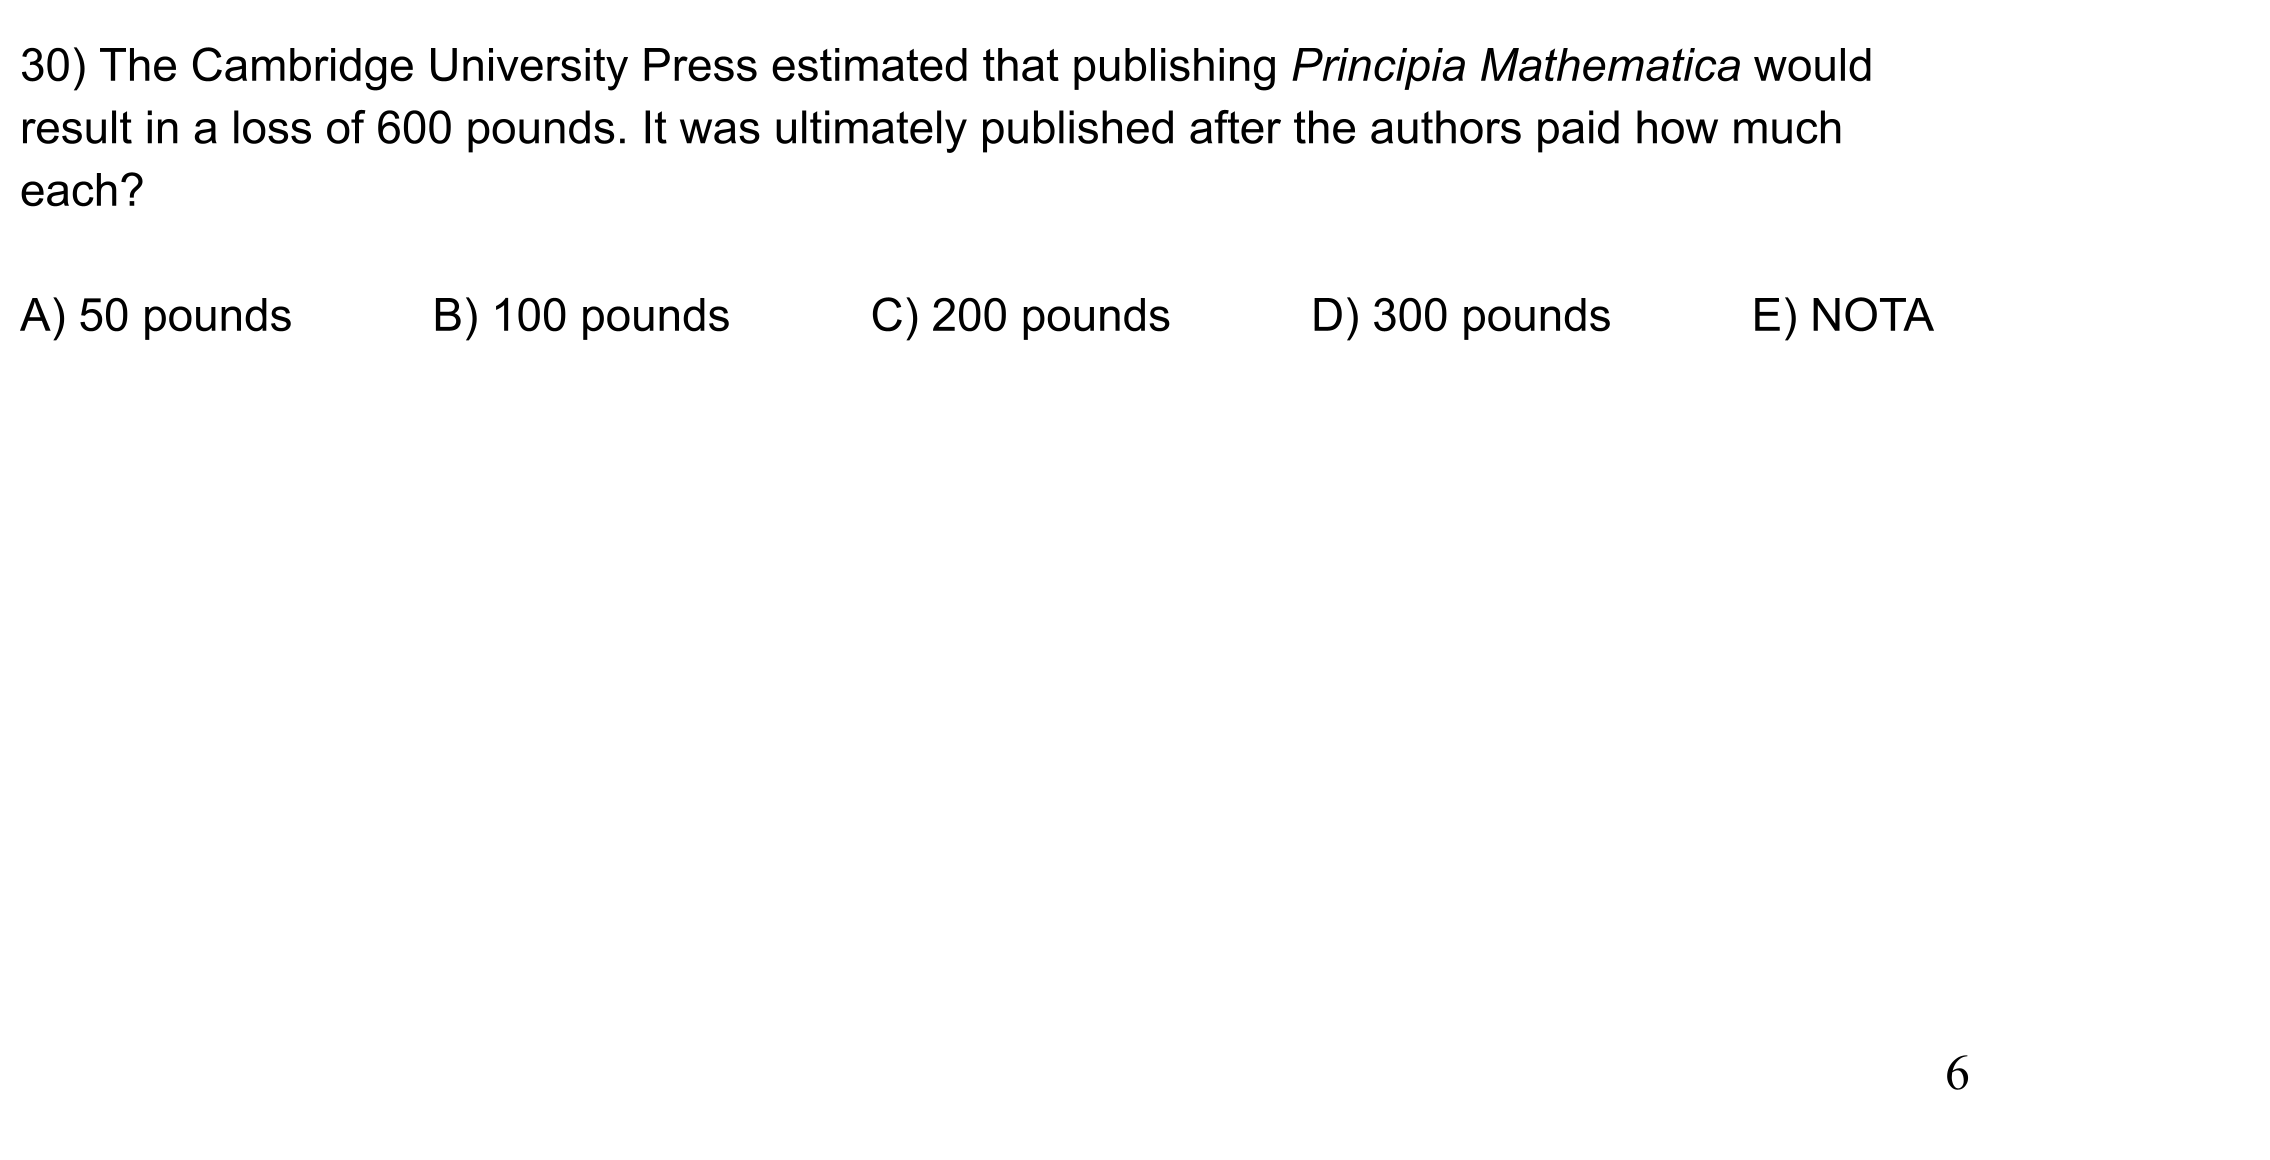 30) The Cambridge University Press estimated that publishing Principia Mathematica would
result in a loss of 600 pounds. It was ultimately published after the authors paid how much
each?
A) 50 pounds B) 100 pounds C) 200 pounds D) 300 pounds E) NOTA
6